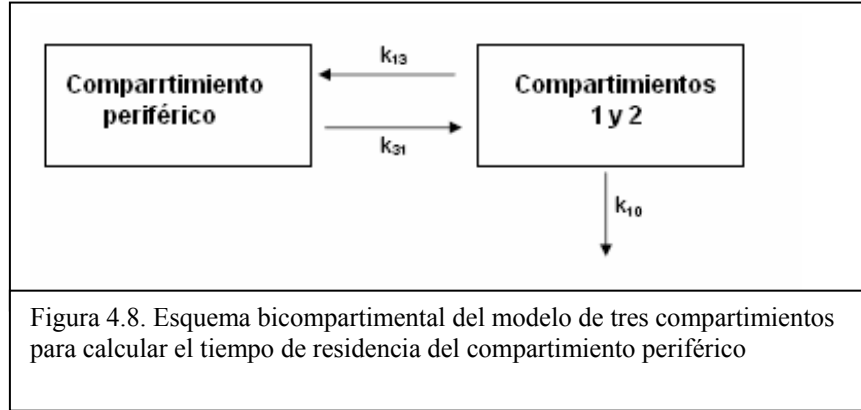 k13
Comparrtimiento
periférico
Compartimientos
1 y 2
k31
k10
Figura 4.8. Esquema bicompartimental del modelo de tres compartimientos
para calcular el tiempo de residencia del compartimiento periférico